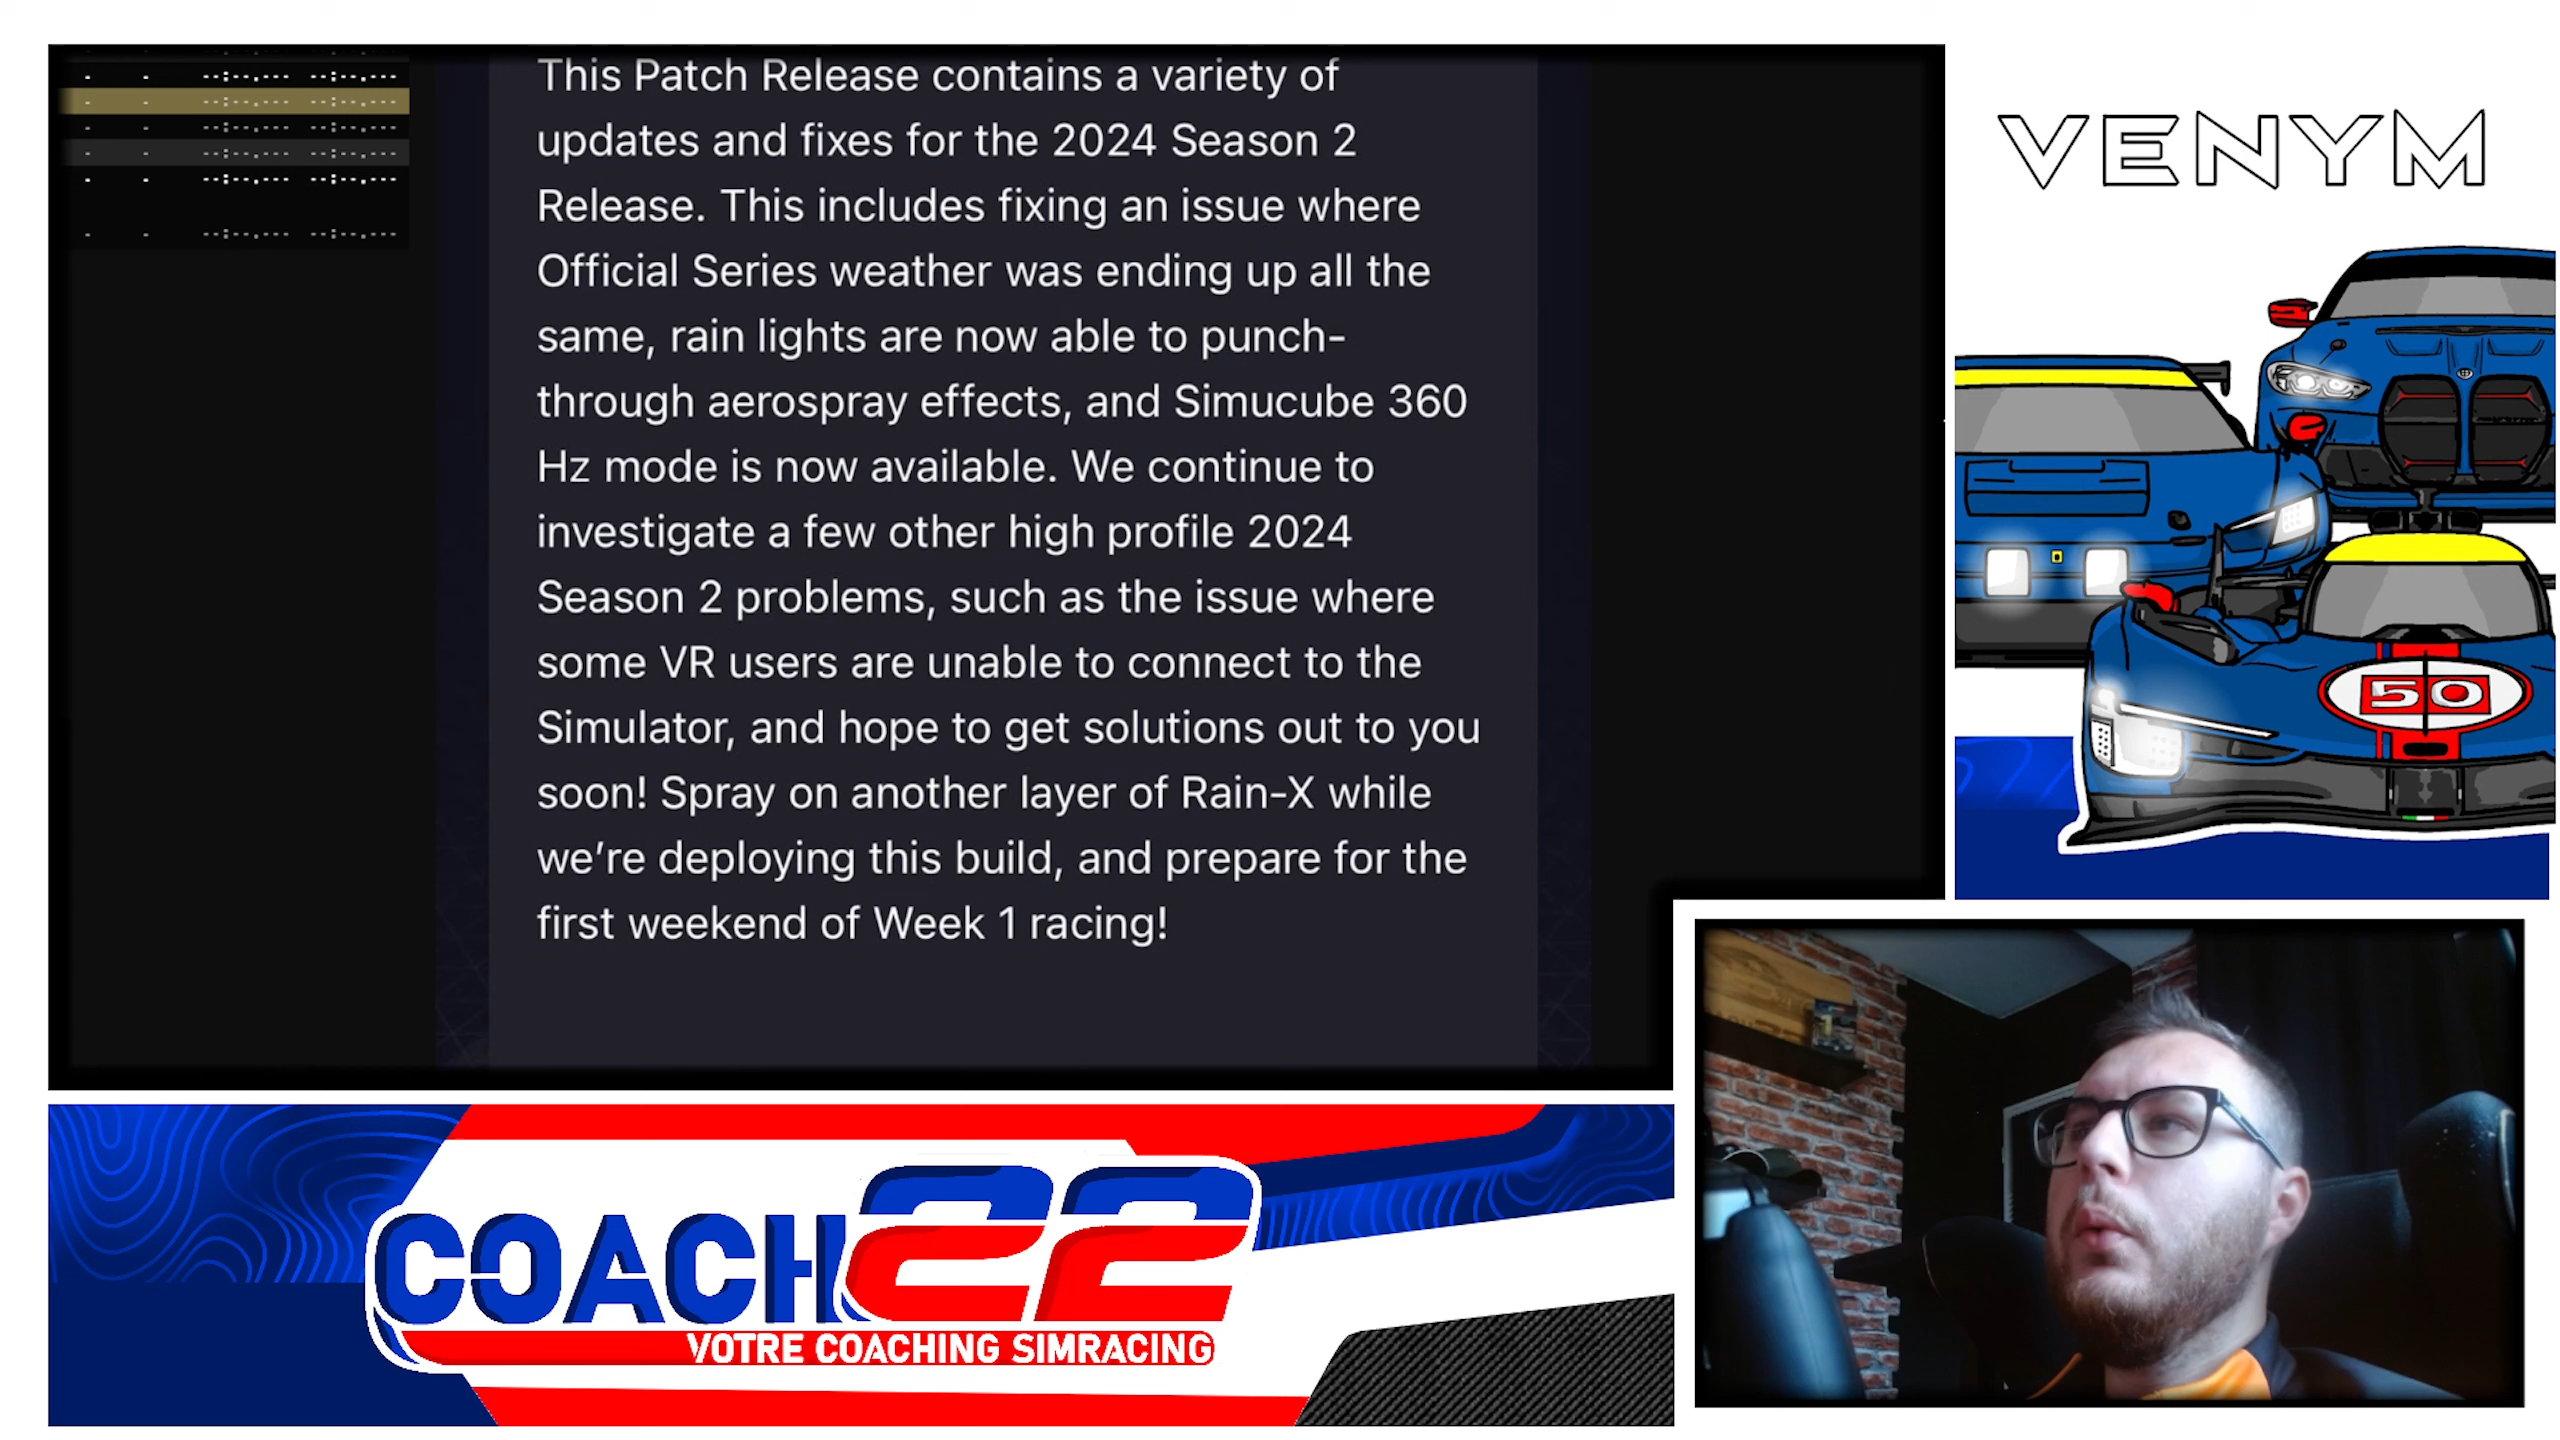 This Patch Release contains a variety of
updates and fixes for the 2024 Season 2
Release. This includes fixing an issue where
Official Series weather was ending up all the
same, rain lights are now able to punch-
through aerospray effects, and Simucube 360
Hz mode is now available. We continue to
investigate a few other high profile 2024
Season 2 problems, such as the issue where
some VR users are unable to connect to the
Simulator, and hope to get solutions out to you
soon! Spray on another layer of Rain-X while
we’re deploying this build, and prepare for the
first weekend of Week 1 racing!
VENYM
50
COACH22
VOTRE COACHING SIMRACING